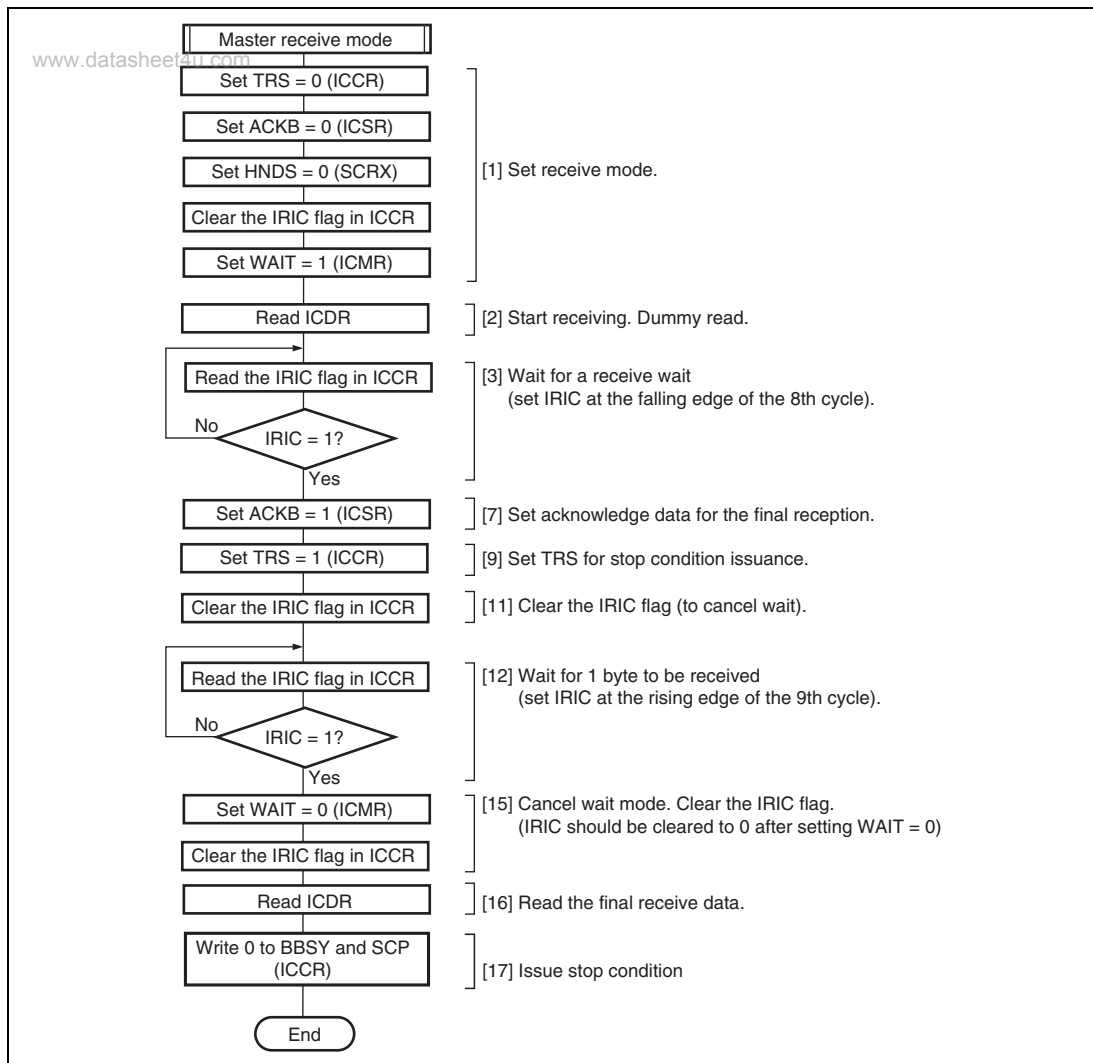 Master receive mode
www.datasheet4u.com
Set TRS = 0 (ICCR)
Set ACKB = 0 (ICSR)
Set HNDS = 0 (SCRX)
[1] Set receive mode.
Clear the IRIC flag in ICCR
Set WAIT = 1 (ICMR)
Read ICDR
[2] Start receiving. Dummy read.
Read the IRIC flag in ICCR
[3] Wait for a receive wait
(set IRIC at the falling edge of the 8th cycle).
No
IRIC = 1?
Yes
Set ACKB = 1 (ICSR)
[7] Set acknowledge data for the final reception.
Set TRS = 1 (ICCR)
[9] Set TRS for stop condition issuance.
Clear the IRIC flag in ICCR
[11] Clear the IRIC flag (to cancel wait).
Read the IRIC flag in ICCR
[12] Wait for 1 byte to be received
(set IRIC at the rising edge of the 9th cycle).
No
IRIC = 1?
Yes
Set WAIT = 0 (ICMR)
[15] Cancel wait mode. Clear the IRIC flag.
(IRIC should be cleared to 0 after setting WAIT = 0)
Clear the IRIC flag in ICCR
Read ICDR
[16] Read the final receive data.
Write 0 to BBSY and SCP
(ICCR)
[17] Issue stop condition
End